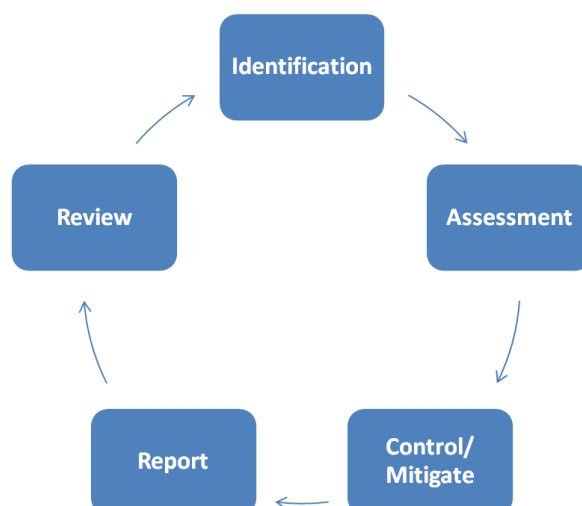 Identification
Assessment
Control/
Mitigate
Report
Review